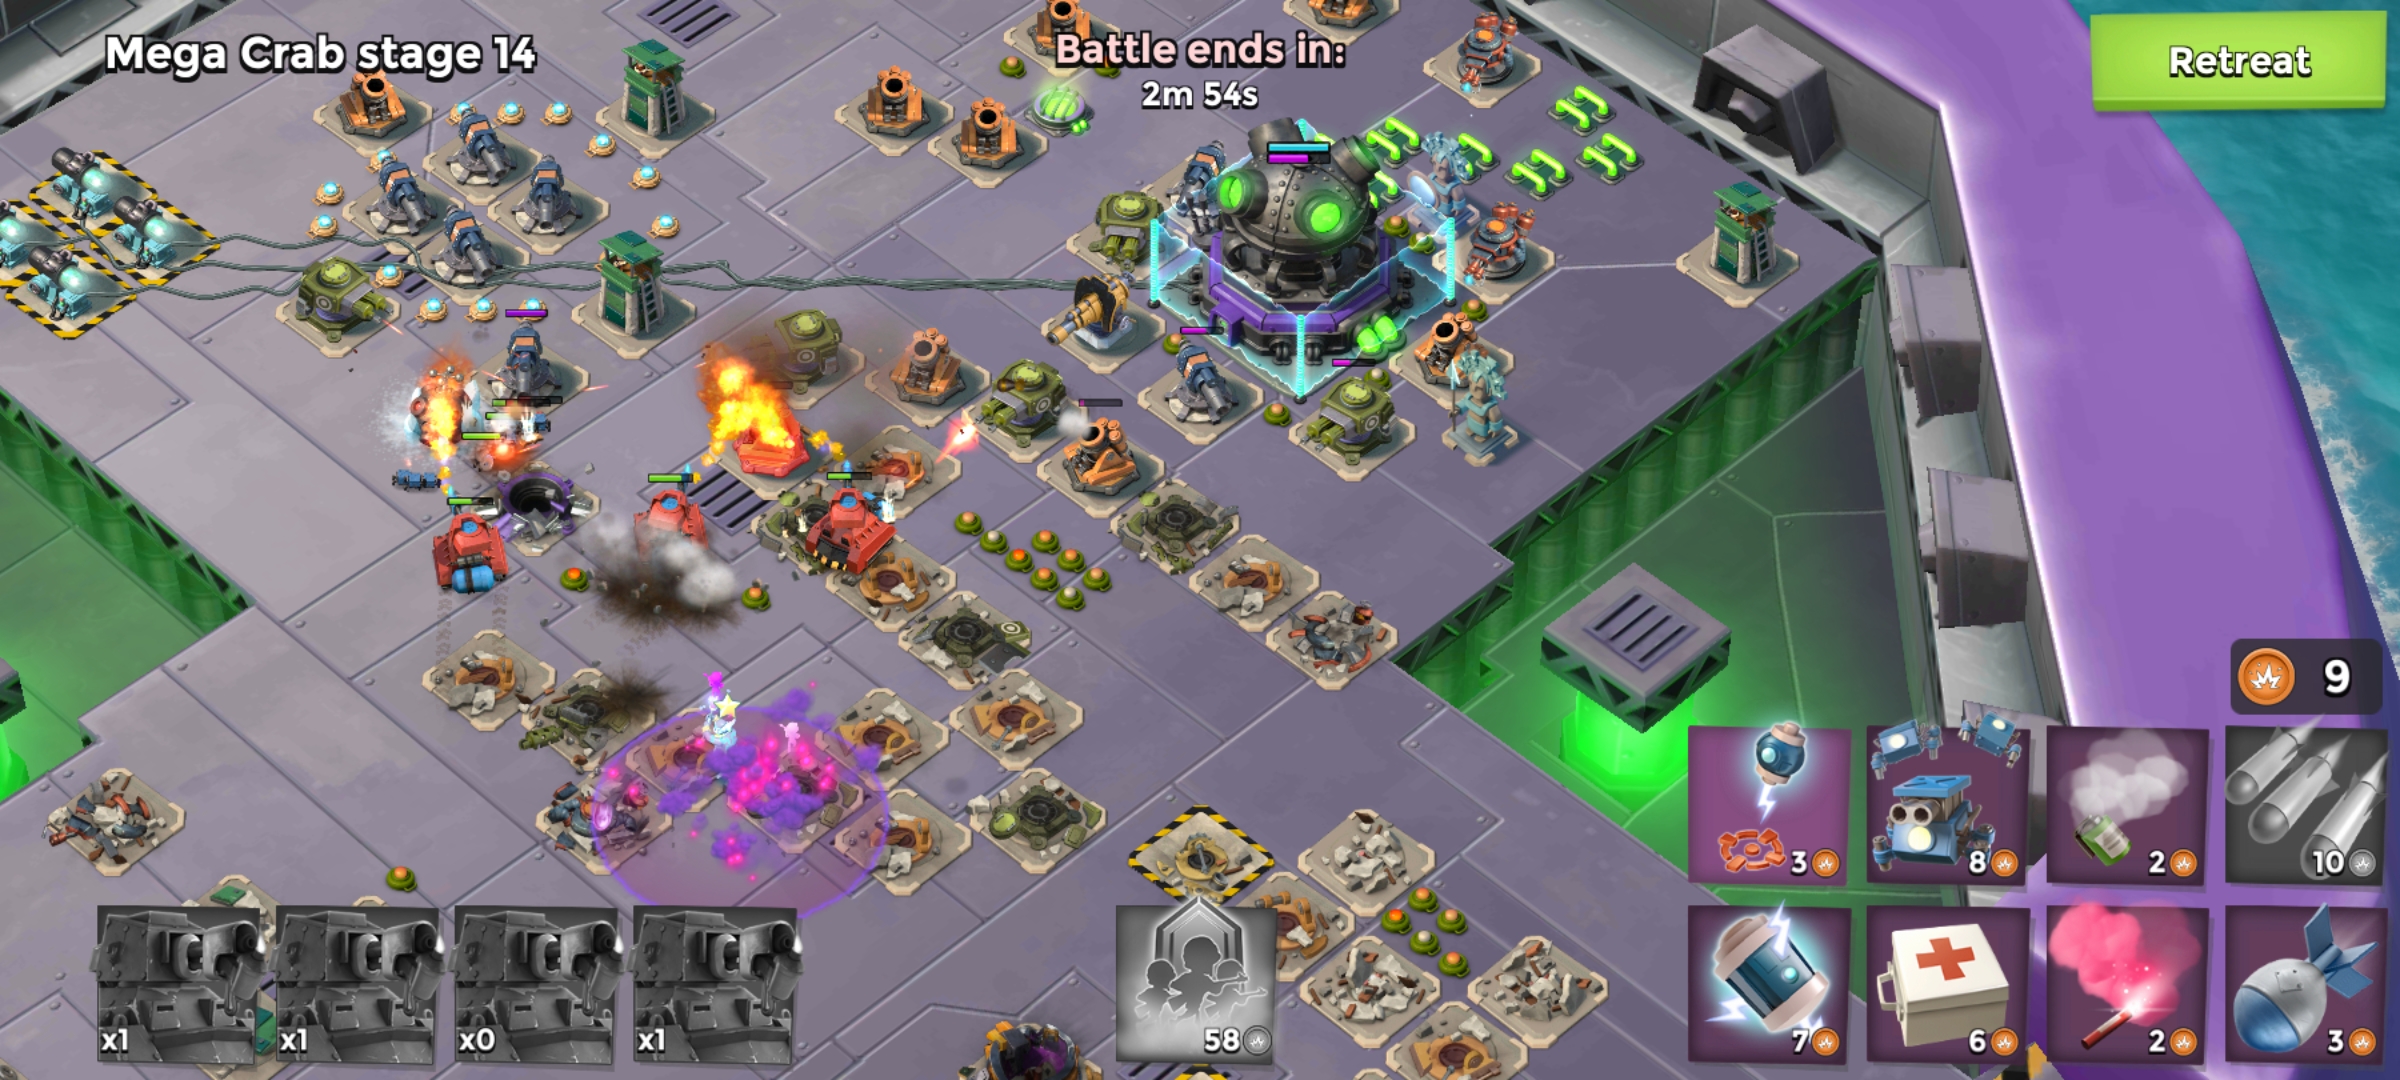 Mega Crab stage 14
Battle ends in:
2m 54s
Retreat
9
3
8
2
10
7
6
2
3
x1
x1
x0
x1
58